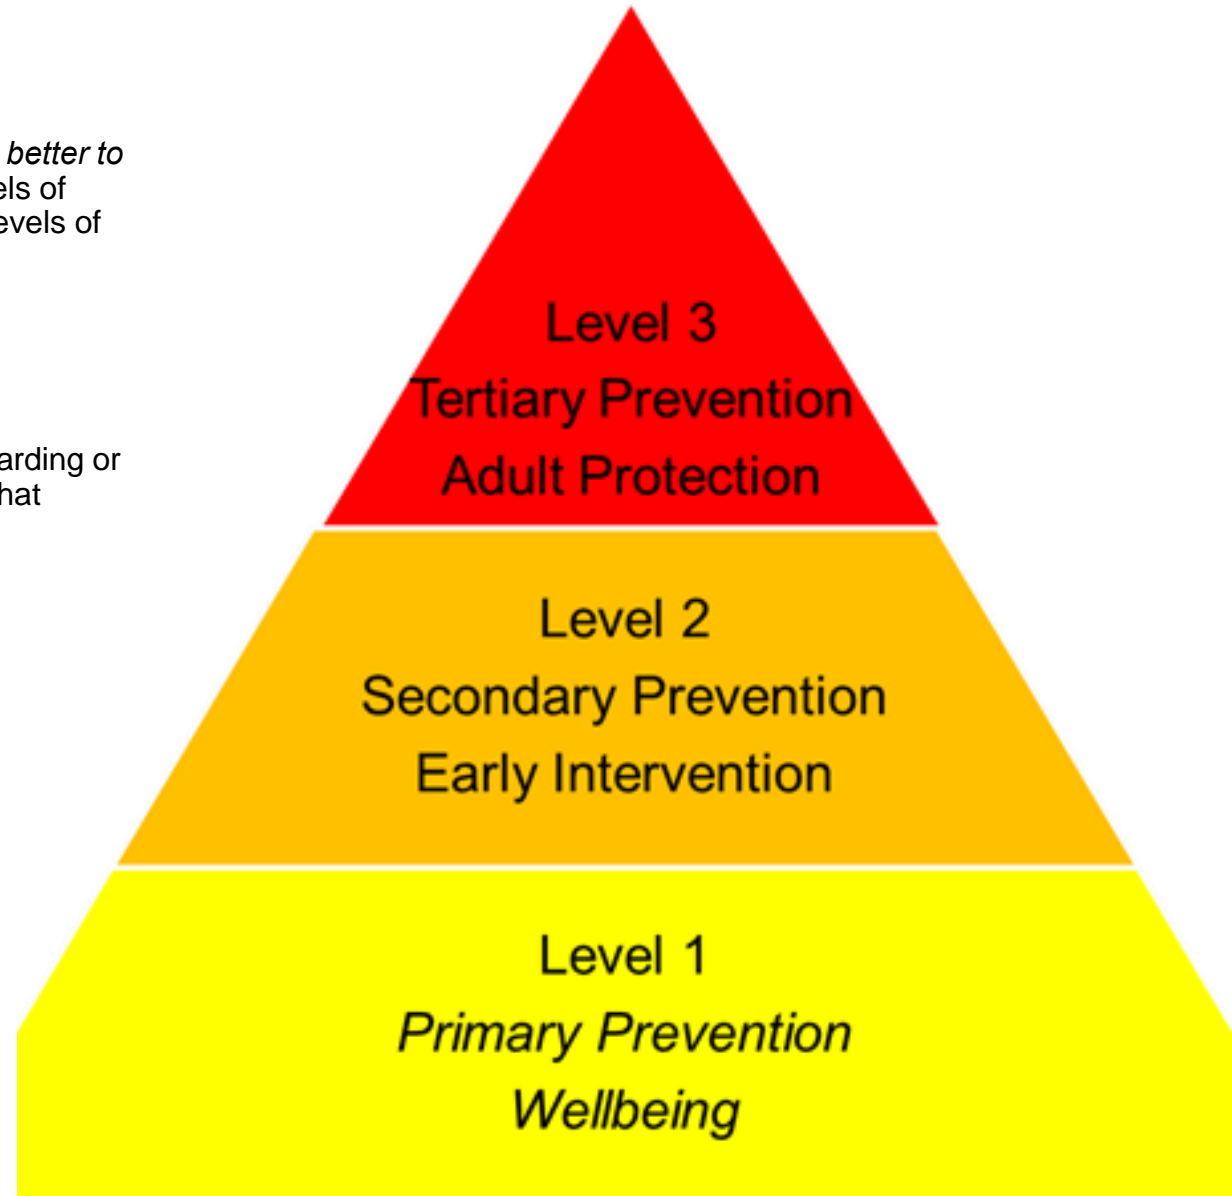 better to
els of
evels of
arding or
hat
Level 3
Tertiary Prevention
Adult Protection
Level 2
Secondary Prevention
Early Intervention
Level 1
Primary Prevention
Wellbeing